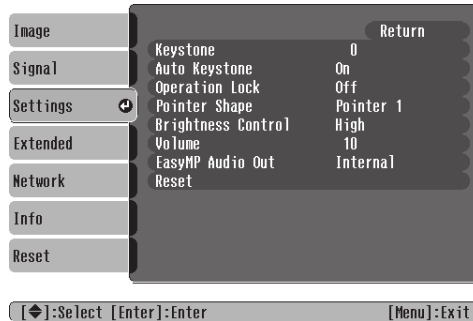 Image
Signal
Settings
Extended
Network
Info
Reset
Return
Keystone 0
Auto Keystone On
Operation Lock Off
Pointer Shape Pointer 1
Brightness Control High
Volume 10
EasyMP Audio Out Internal
Reset
[◆]:Select [Enter]:Enter [Menu]:Exit